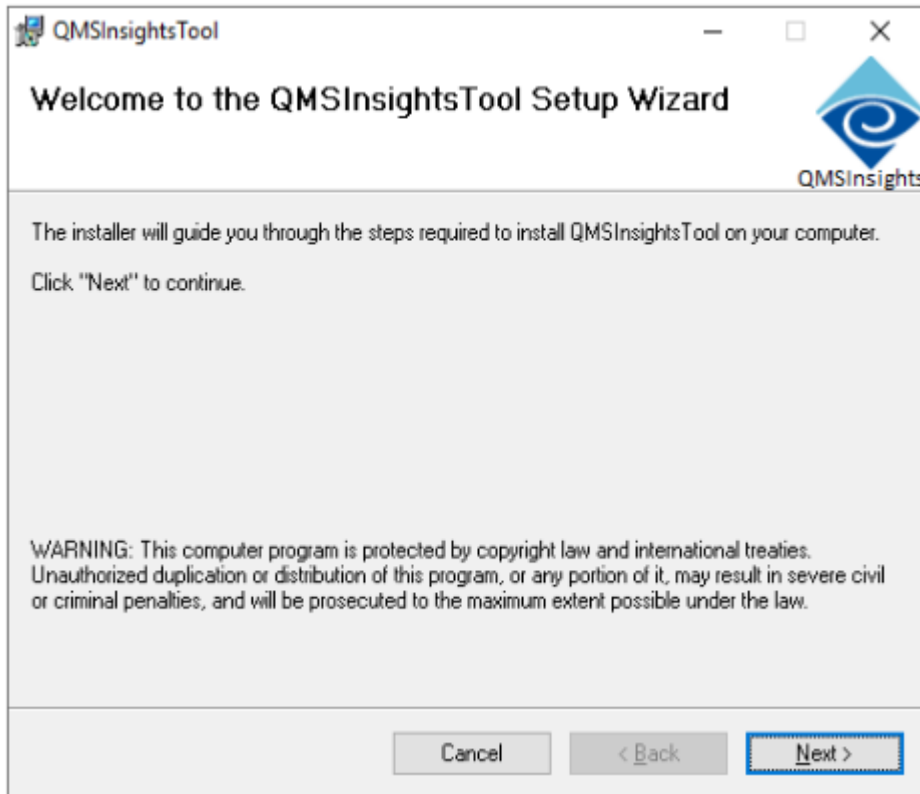 QMSInsightsTool
Welcome to the QMSInsightsTool Setup Wizard
QMSInsights
The installer will guide you through the steps required to install QMSInsightsTool on your computer.
Click "Next" to continue.
WARNING: This computer program is protected by copyright law and international treaties.
Unauthorized duplication or distribution of this program, or any portion of it, may result in severe civil
or criminal penalties, and will be prosecuted to the maximum extent possible under the law.
Cancel
< Back
Next >